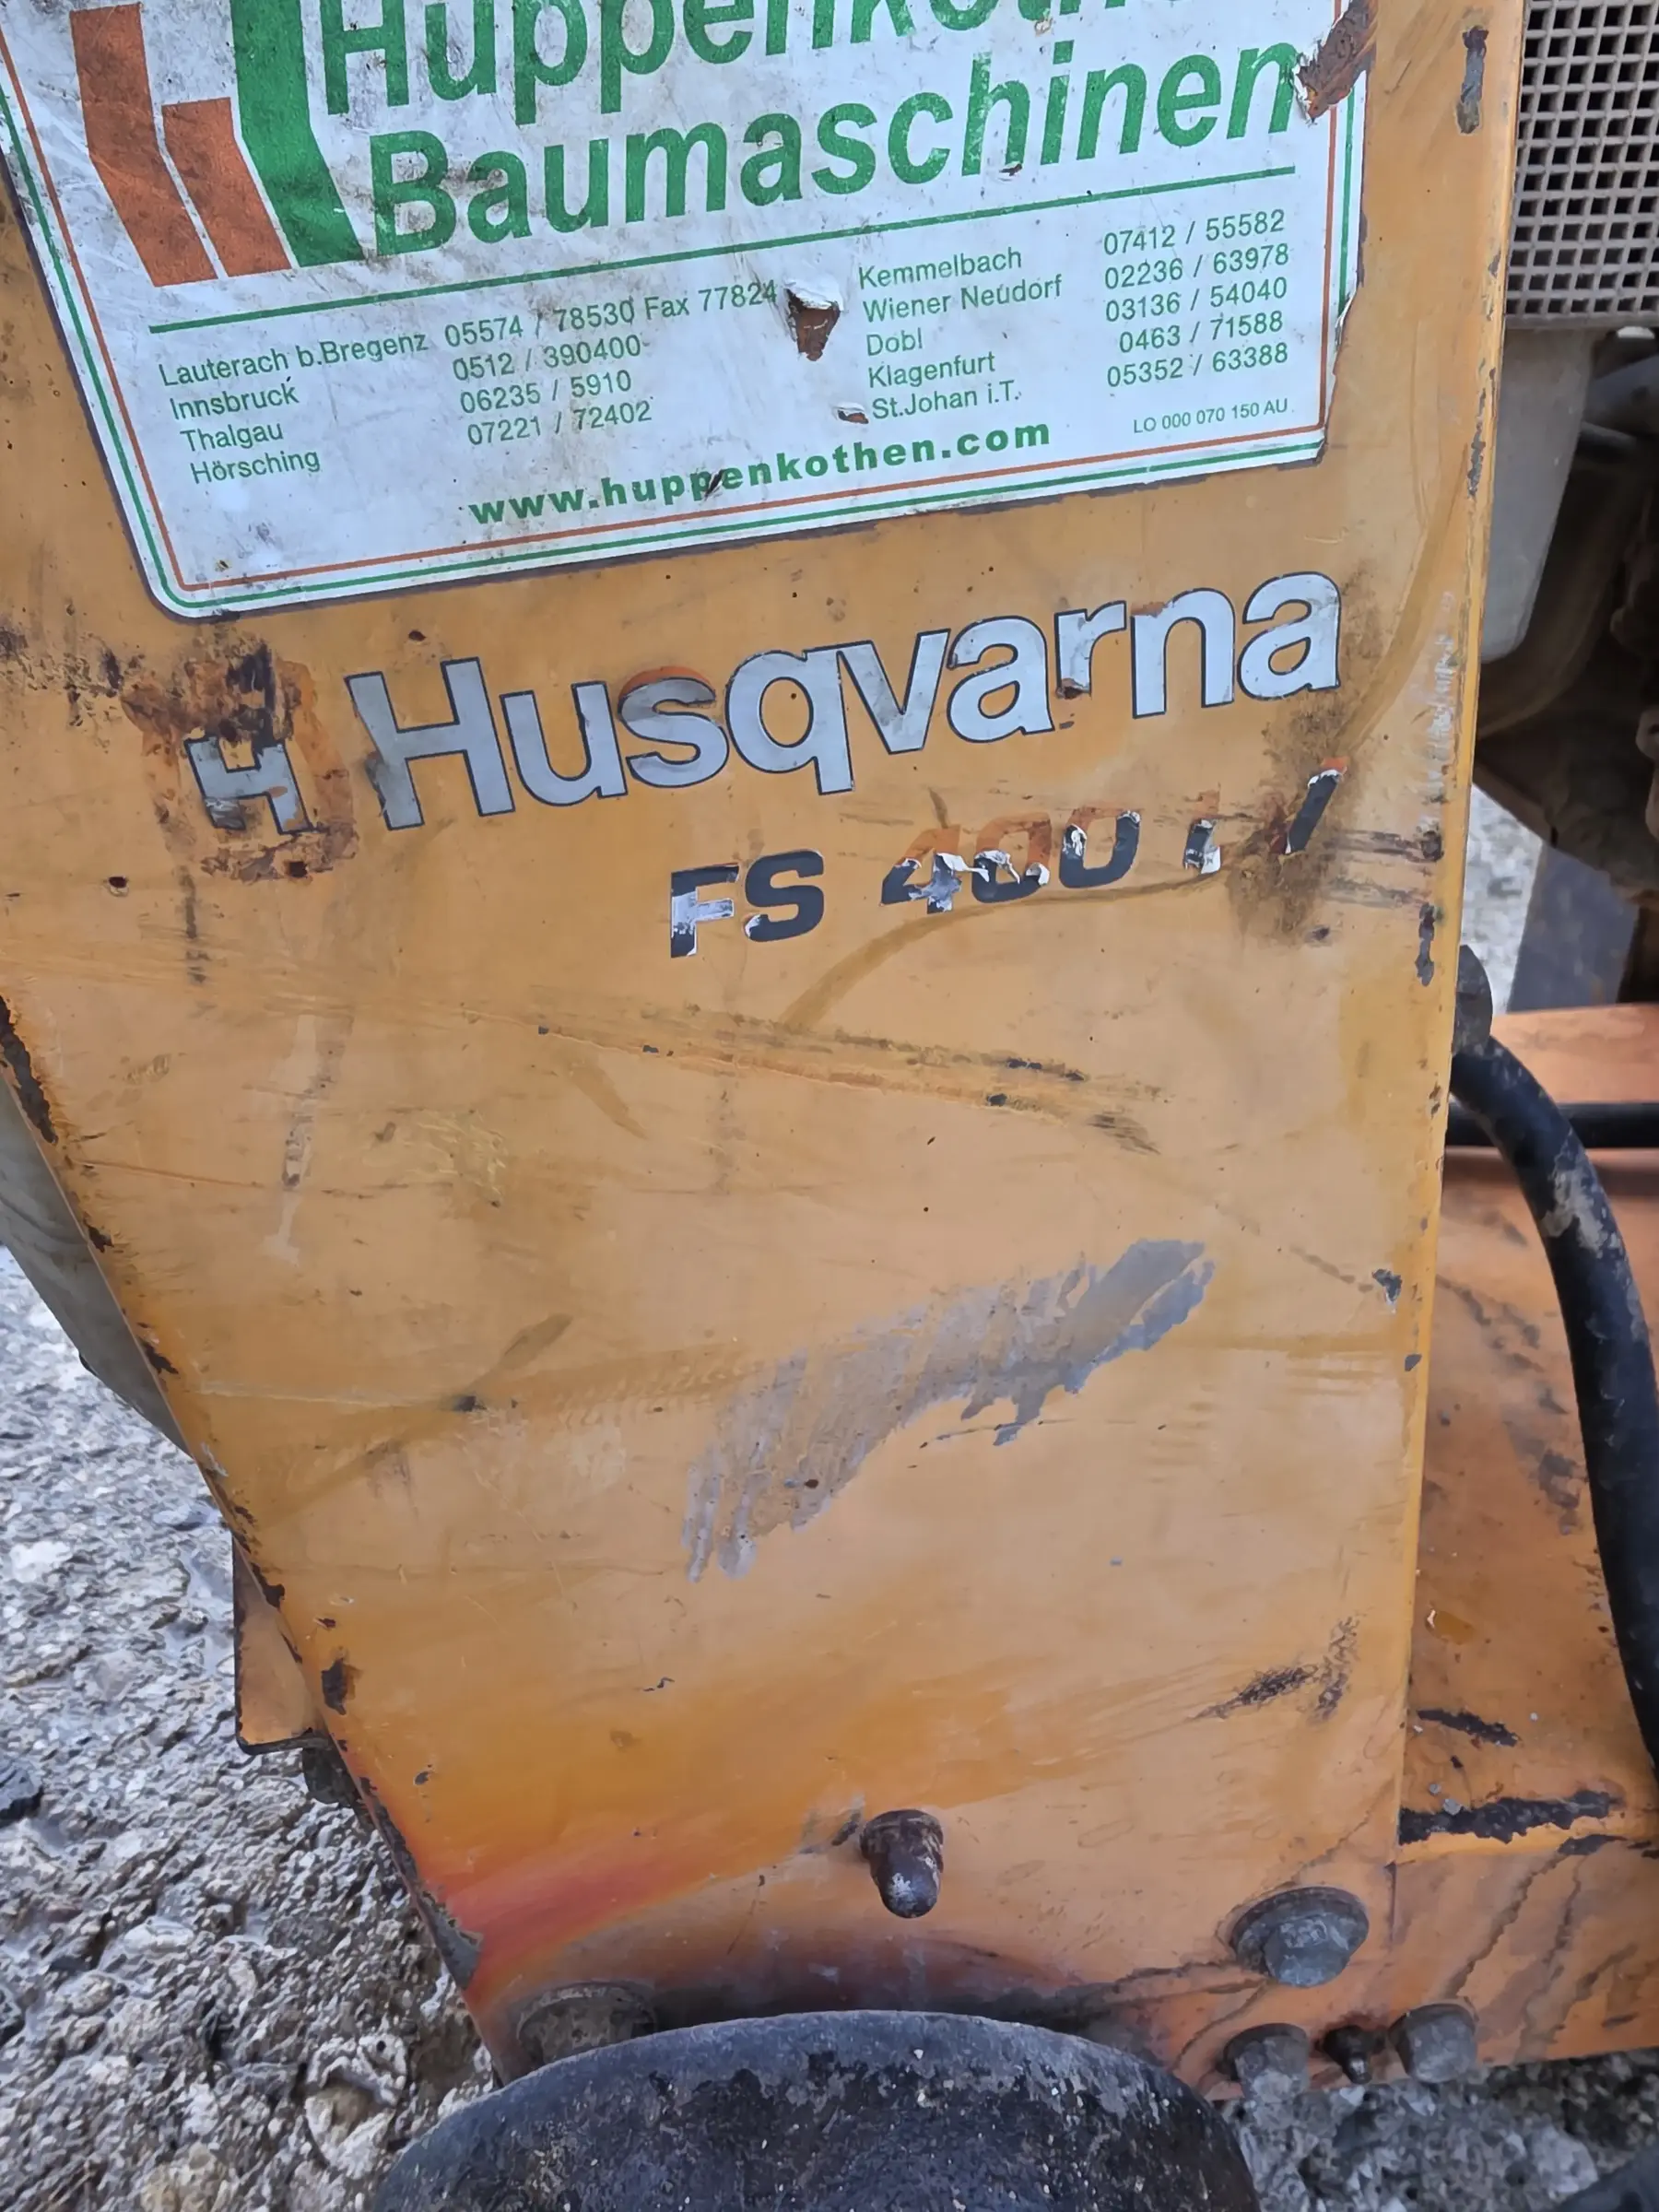 Huppenkothen
Baumaschinen
Lauterach b.Bregenz 05574 / 78530 Fax 77824
Innsbruck 0512 / 390400
Thalgau 06235 / 5910
Hörsching 07221 / 72402
Kemmelbach 07412 / 55582
Wiener Neudorf 02236 / 63978
Dobl 03136 / 54040
Klagenfurt 0463 / 71588
St.Johan i.T. 05352 / 63388
LO 000 070 150 AU
www.huppenkothen.com
H Husqvarna
FS 400